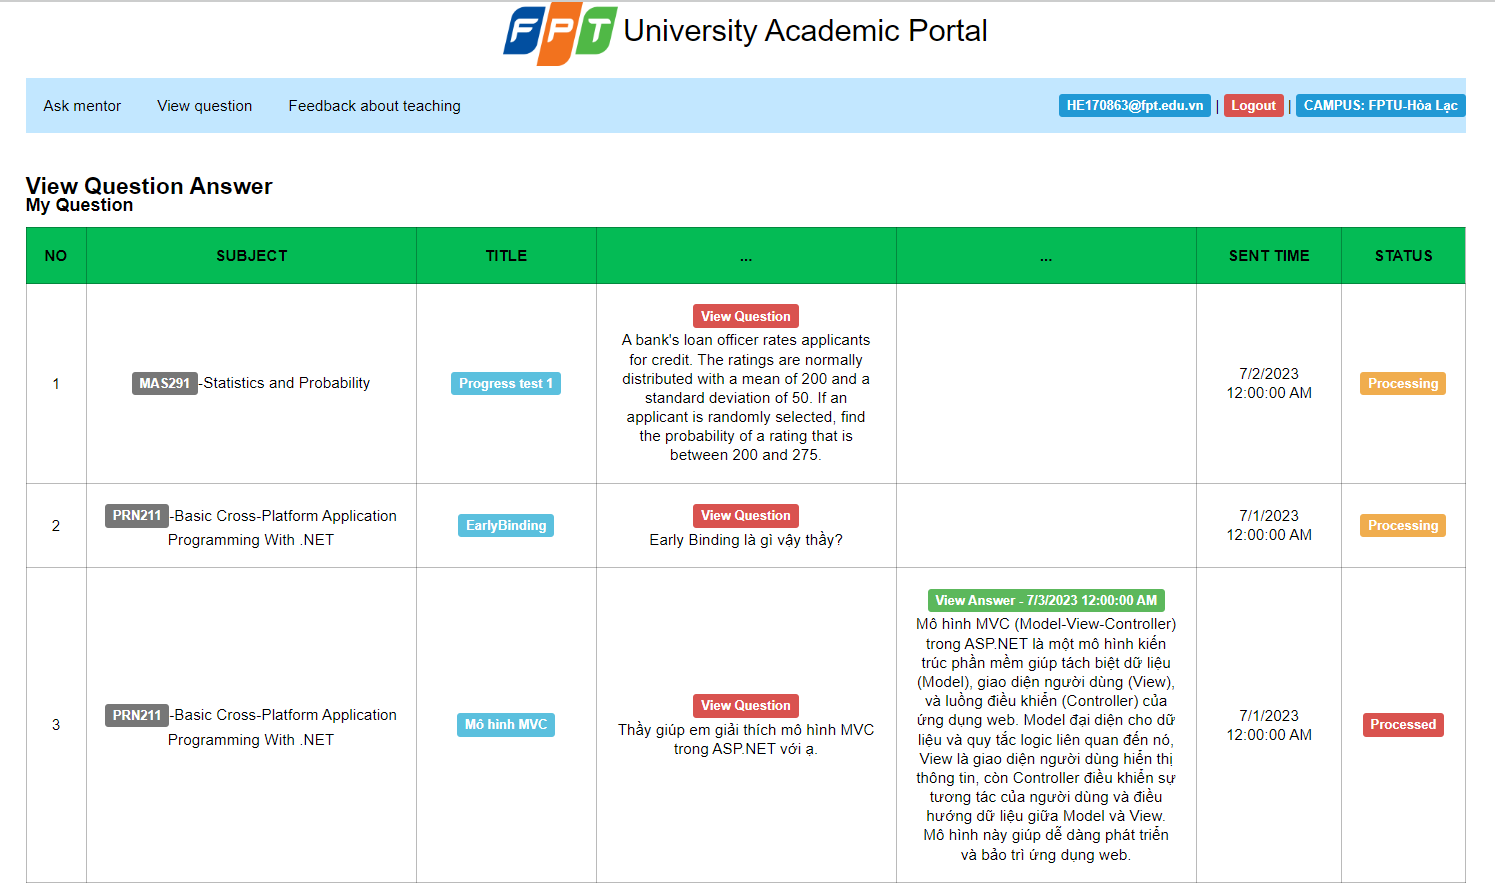 FPT University Academic Portal
Ask mentor View question Feedback about teaching HE170863@fpt.edu.vn | Logout | CAMPUS: FPTU-Hòa Lạc
View Question Answer
My Question
NO SUBJECT TITLE ... ... SENT TIME STATUS
1
MAS291-Statistics and Probability
Progress test 1
View Question
A bank's loan officer rates applicants
for credit. The ratings are normally
distributed with a mean of 200 and a
standard deviation of 50. If an
applicant is randomly selected, find
the probability of a rating that is
between 200 and 275.
7/2/2023
12:00:00 AM
Processing
2
PRN211-Basic Cross-Platform Application
Programming With .NET
EarlyBinding
View Question
Early Binding là gì vậy thầy?
7/1/2023
12:00:00 AM
Processing
3
PRN211-Basic Cross-Platform Application
Programming With .NET
Mô hình MVC
View Question
Thầy giúp em giải thích mô hình MVC
trong ASP.NET với ạ.
View Answer - 7/3/2023 12:00:00 AM
Mô hình MVC (Model-View-Controller)
trong ASP.NET là một mô hình kiến
trúc phần mềm giúp tách biệt dữ liệu
(Model), giao diện người dùng (View),
và luồng điều khiển (Controller) của
ứng dụng web. Model đại diện cho dữ
liệu và quy tắc logic liên quan đến nó,
View là giao diện người dùng hiển thị
thông tin, còn Controller điều khiển sự
tương tác của người dùng và điều
hướng dữ liệu giữa Model và View.
Mô hình này giúp dễ dàng phát triển
và bảo trì ứng dụng web.
7/1/2023
12:00:00 AM
Processed